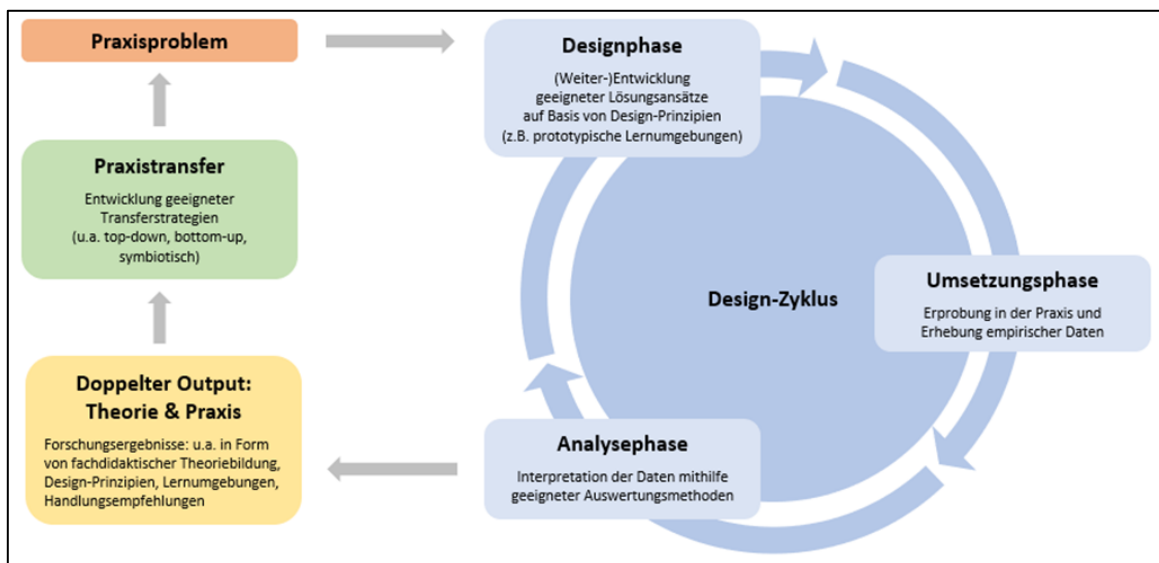 Praxisproblem
Designphase
(Weiter-)Entwicklung
geeigneter Lösungsansätze
auf Basis von Design-Prinzipien
(z.B. prototypische Lernumgebungen)
Umsetzungsphase
Erprobung in der Praxis und
Erhebung empirischer Daten
Design-Zyklus
Analysephase
Interpretation der Daten mithilfe
geeigneter Auswertungsmethoden
Doppelter Output:
Theorie & Praxis
Forschungsergebnisse: u.a. in Form
von fachdidaktischer Theoriebildung,
Design-Prinzipien, Lernumgebungen,
Handlungsempfehlungen
Praxistransfer
Entwicklung geeigneter
Transferstrategien
(u.a. top-down, bottom-up,
symbiotisch)